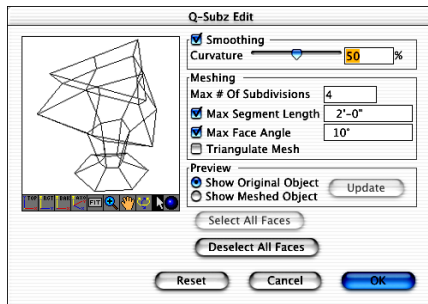 Q-Subz Edit
Smoothing
Curvature 50 %
Meshing
Max # Of Subdivisions 4
Max Segment Length 2'-0"
Max Face Angle 10°
Triangulate Mesh
Preview
Show Original Object
Show Meshed Object
Update
FIT
Select All Faces
Deselect All Faces
Reset Cancel OK